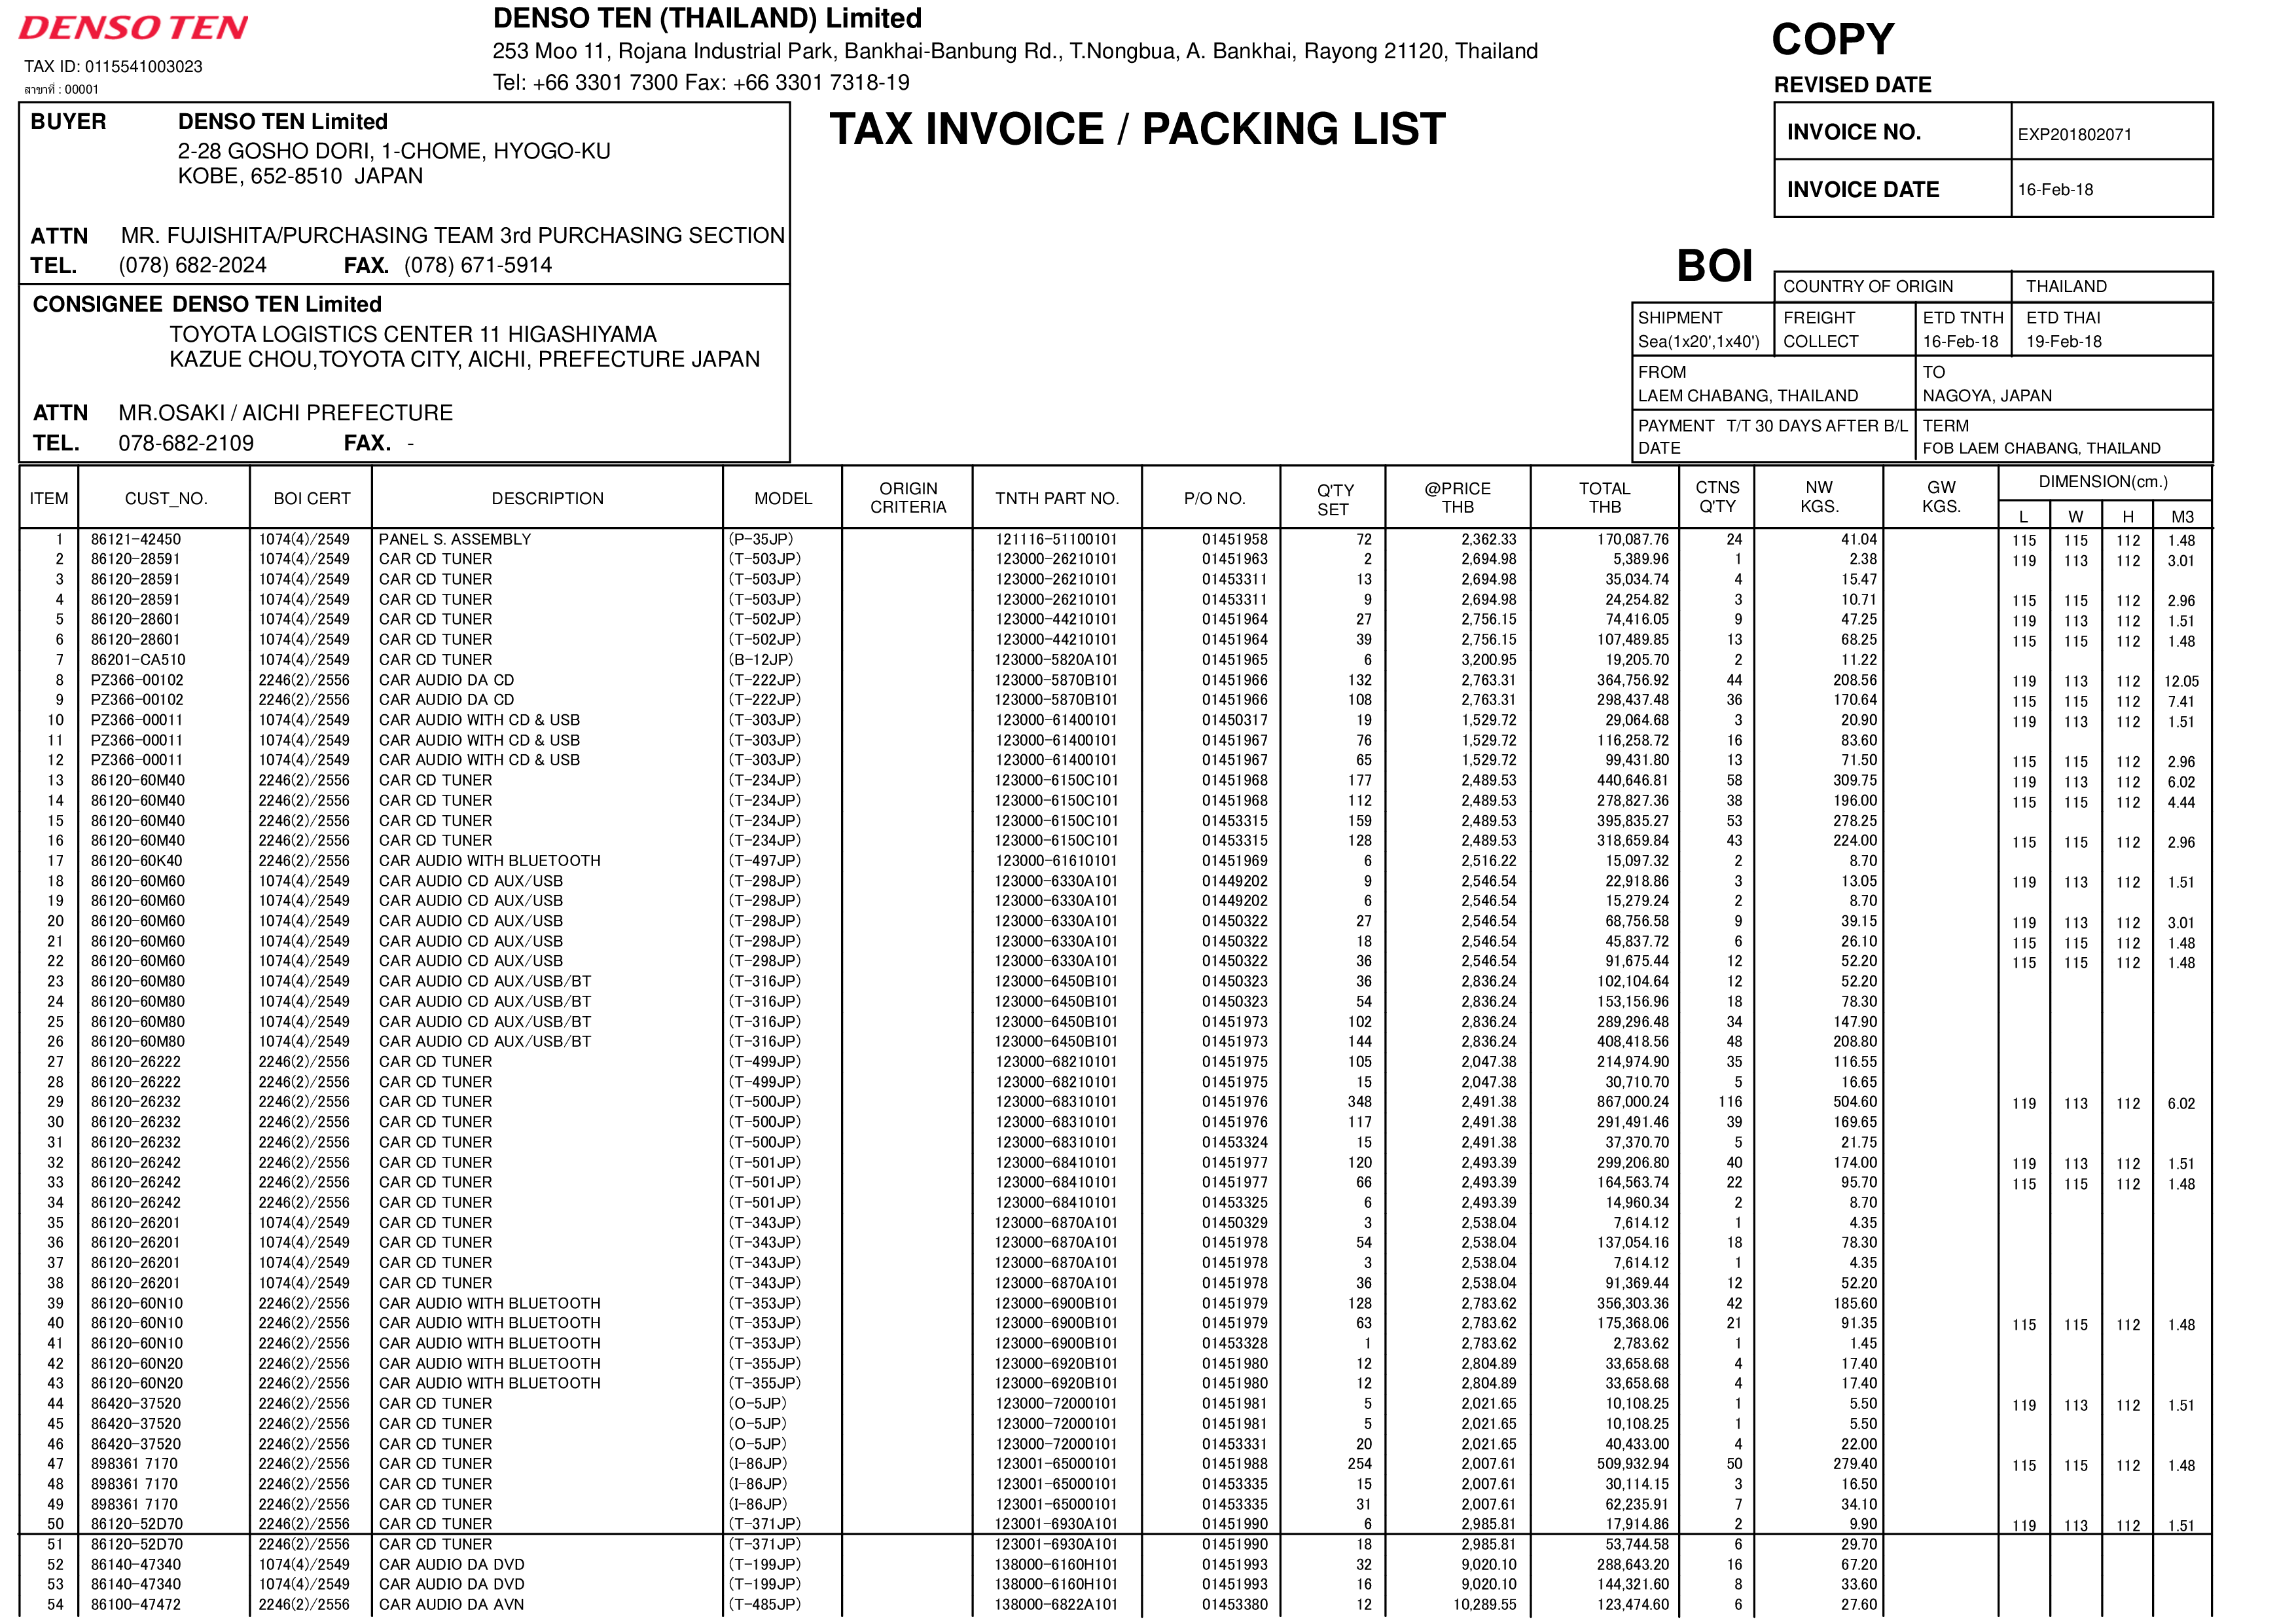 DENSO TEN
TAX ID: 0115541003023
สาขาที่ : 00001
DENSO TEN (THAILAND) Limited
253 Moo 11, Rojana Industrial Park, Bankhai-Banbung Rd., T.Nongbua, A. Bankhai, Rayong 21120, Thailand
Tel: +66 3301 7300 Fax: +66 3301 7318-19
COPY
REVISED DATE
TAX INVOICE / PACKING LIST
INVOICE NO. EXP201802071
INVOICE DATE 16-Feb-18
BUYER DENSO TEN Limited
2-28 GOSHO DORI, 1-CHOME, HYOGO-KU
KOBE, 652-8510 JAPAN
ATTN MR. FUJISHITA/PURCHASING TEAM 3rd PURCHASING SECTION
TEL. (078) 682-2024 FAX. (078) 671-5914
CONSIGNEE DENSO TEN Limited
TOYOTA LOGISTICS CENTER 11 HIGASHIYAMA
KAZUE CHOU,TOYOTA CITY, AICHI, PREFECTURE JAPAN
ATTN MR.OSAKI / AICHI PREFECTURE
TEL. 078-682-2109 FAX. -
BOI
COUNTRY OF ORIGIN THAILAND
SHIPMENT FREIGHT ETD TNTH ETD THAI
Sea(1x20',1x40') COLLECT 16-Feb-18 19-Feb-18
FROM TO
LAEM CHABANG, THAILAND NAGOYA, JAPAN
PAYMENT T/T 30 DAYS AFTER B/L TERM
DATE FOB LAEM CHABANG, THAILAND
ITEM CUST_NO. BOI CERT DESCRIPTION MODEL ORIGIN CRITERIA TNTH PART NO. P/O NO. Q'TY SET @PRICE THB TOTAL THB CTNS Q'TY NW KGS. GW KGS. DIMENSION(cm.)
L W H M3
1 86121-42450 1074(4)/2549 PANEL S. ASSEMBLY (P-35JP) 121116-51100101 01451958 72 2,362.33 170,087.76 24 41.04 115 115 112 1.48
2 86120-28591 1074(4)/2549 CAR CD TUNER (T-503JP) 123000-26210101 01451963 2 2,694.98 5,389.96 1 2.38 119 113 112 3.01
3 86120-28591 1074(4)/2549 CAR CD TUNER (T-503JP) 123000-26210101 01453311 13 2,694.98 35,034.74 4 15.47
4 86120-28591 1074(4)/2549 CAR CD TUNER (T-503JP) 123000-26210101 01453311 9 2,694.98 24,254.82 3 10.71 115 115 112 2.96
5 86120-28601 1074(4)/2549 CAR CD TUNER (T-502JP) 123000-44210101 01451964 27 2,756.15 74,416.05 9 47.25 119 113 112 1.51
6 86120-28601 1074(4)/2549 CAR CD TUNER (T-502JP) 123000-44210101 01451964 39 2,756.15 107,489.85 13 68.25 115 115 112 1.48
7 86201-CA510 1074(4)/2549 CAR CD TUNER (B-12JP) 123000-5820A101 01451965 6 3,200.95 19,205.70 2 11.22
8 PZ366-00102 2246(2)/2556 CAR AUDIO DA CD (T-222JP) 123000-5870B101 01451966 132 2,763.31 364,756.92 44 208.56 119 113 112 12.05
9 PZ366-00102 2246(2)/2556 CAR AUDIO DA CD (T-222JP) 123000-5870B101 01451966 108 2,763.31 298,437.48 36 170.64 115 115 112 7.41
10 PZ366-00011 1074(4)/2549 CAR AUDIO WITH CD & USB (T-303JP) 123000-61400101 01450317 19 1,529.72 29,064.68 3 20.90 119 113 112 1.51
11 PZ366-00011 1074(4)/2549 CAR AUDIO WITH CD & USB (T-303JP) 123000-61400101 01451967 76 1,529.72 116,258.72 16 83.60
12 PZ366-00011 1074(4)/2549 CAR AUDIO WITH CD & USB (T-303JP) 123000-61400101 01451967 65 1,529.72 99,431.80 13 71.50 115 115 112 2.96
13 86120-60M40 2246(2)/2556 CAR CD TUNER (T-234JP) 123000-6150C101 01451968 177 2,489.53 440,646.81 58 309.75 119 113 112 6.02
14 86120-60M40 2246(2)/2556 CAR CD TUNER (T-234JP) 123000-6150C101 01451968 112 2,489.53 278,827.36 38 196.00 115 115 112 4.44
15 86120-60M40 2246(2)/2556 CAR CD TUNER (T-234JP) 123000-6150C101 01453315 159 2,489.53 395,835.27 53 278.25
16 86120-60M40 2246(2)/2556 CAR CD TUNER (T-234JP) 123000-6150C101 01453315 128 2,489.53 318,659.84 43 224.00 115 115 112 2.96
17 86120-60K40 2246(2)/2556 CAR AUDIO WITH BLUETOOTH (T-497JP) 123000-61610101 01451969 6 2,516.22 15,097.32 2 8.70
18 86120-60M60 1074(4)/2549 CAR AUDIO CD AUX/USB (T-298JP) 123000-6330A101 01449202 9 2,546.54 22,918.86 3 13.05 119 113 112 1.51
19 86120-60M60 1074(4)/2549 CAR AUDIO CD AUX/USB (T-298JP) 123000-6330A101 01449202 6 2,546.54 15,279.24 2 8.70
20 86120-60M60 1074(4)/2549 CAR AUDIO CD AUX/USB (T-298JP) 123000-6330A101 01450322 27 2,546.54 68,756.58 9 39.15 119 113 112 3.01
21 86120-60M60 1074(4)/2549 CAR AUDIO CD AUX/USB (T-298JP) 123000-6330A101 01450322 18 2,546.54 45,837.72 6 26.10 115 115 112 1.48
22 86120-60M60 1074(4)/2549 CAR AUDIO CD AUX/USB (T-298JP) 123000-6330A101 01450322 36 2,546.54 91,675.44 12 52.20 115 115 112 1.48
23 86120-60M80 1074(4)/2549 CAR AUDIO CD AUX/USB/BT (T-316JP) 123000-6450B101 01450323 36 2,836.24 102,104.64 12 52.20
24 86120-60M80 1074(4)/2549 CAR AUDIO CD AUX/USB/BT (T-316JP) 123000-6450B101 01450323 54 2,836.24 153,156.96 18 78.30
25 86120-60M80 1074(4)/2549 CAR AUDIO CD AUX/USB/BT (T-316JP) 123000-6450B101 01451973 102 2,836.24 289,296.48 34 147.90
26 86120-60M80 1074(4)/2549 CAR AUDIO CD AUX/USB/BT (T-316JP) 123000-6450B101 01451973 144 2,836.24 408,418.56 48 208.80
27 86120-26222 2246(2)/2556 CAR CD TUNER (T-499JP) 123000-68210101 01451975 105 2,047.38 214,974.90 35 116.55
28 86120-26222 2246(2)/2556 CAR CD TUNER (T-499JP) 123000-68210101 01451975 15 2,047.38 30,710.70 5 16.65
29 86120-26232 2246(2)/2556 CAR CD TUNER (T-500JP) 123000-68310101 01451976 348 2,491.38 867,000.24 116 504.60 119 113 112 6.02
30 86120-26232 2246(2)/2556 CAR CD TUNER (T-500JP) 123000-68310101 01451976 117 2,491.38 291,491.46 39 169.65
31 86120-26232 2246(2)/2556 CAR CD TUNER (T-500JP) 123000-68310101 01453324 15 2,491.38 37,370.70 5 21.75
32 86120-26242 2246(2)/2556 CAR CD TUNER (T-501JP) 123000-68410101 01451977 120 2,493.39 299,206.80 40 174.00 119 113 112 1.51
33 86120-26242 2246(2)/2556 CAR CD TUNER (T-501JP) 123000-68410101 01451977 66 2,493.39 164,563.74 22 95.70 115 115 112 1.48
34 86120-26242 2246(2)/2556 CAR CD TUNER (T-501JP) 123000-68410101 01453325 6 2,493.39 14,960.34 2 8.70
35 86120-26201 1074(4)/2549 CAR CD TUNER (T-343JP) 123000-6870A101 01450329 3 2,538.04 7,614.12 1 4.35
36 86120-26201 1074(4)/2549 CAR CD TUNER (T-343JP) 123000-6870A101 01451978 54 2,538.04 137,054.16 18 78.30
37 86120-26201 1074(4)/2549 CAR CD TUNER (T-343JP) 123000-6870A101 01451978 3 2,538.04 7,614.12 1 4.35
38 86120-26201 1074(4)/2549 CAR CD TUNER (T-343JP) 123000-6870A101 01451978 36 2,538.04 91,369.44 12 52.20
39 86120-60N10 2246(2)/2556 CAR AUDIO WITH BLUETOOTH (T-353JP) 123000-6900B101 01451979 128 2,783.62 356,303.36 42 185.60
40 86120-60N10 2246(2)/2556 CAR AUDIO WITH BLUETOOTH (T-353JP) 123000-6900B101 01451979 63 2,783.62 175,368.06 21 91.35 115 115 112 1.48
41 86120-60N10 2246(2)/2556 CAR AUDIO WITH BLUETOOTH (T-353JP) 123000-6900B101 01453328 1 2,783.62 2,783.62 1 1.45
42 86120-60N20 2246(2)/2556 CAR AUDIO WITH BLUETOOTH (T-355JP) 123000-6920B101 01451980 12 2,804.89 33,658.68 4 17.40
43 86120-60N20 2246(2)/2556 CAR AUDIO WITH BLUETOOTH (T-355JP) 123000-6920B101 01451980 12 2,804.89 33,658.68 4 17.40
44 86420-37520 2246(2)/2556 CAR CD TUNER (O-5JP) 123000-72000101 01451981 5 2,021.65 10,108.25 1 5.50 119 113 112 1.51
45 86420-37520 2246(2)/2556 CAR CD TUNER (O-5JP) 123000-72000101 01451981 5 2,021.65 10,108.25 1 5.50
46 86420-37520 2246(2)/2556 CAR CD TUNER (O-5JP) 123000-72000101 01453331 20 2,021.65 40,433.00 4 22.00
47 898361 7170 2246(2)/2556 CAR CD TUNER (I-86JP) 123001-65000101 01451988 254 2,007.61 509,932.94 50 279.40 115 115 112 1.48
48 898361 7170 2246(2)/2556 CAR CD TUNER (I-86JP) 123001-65000101 01453335 15 2,007.61 30,114.15 3 16.50
49 898361 7170 2246(2)/2556 CAR CD TUNER (I-86JP) 123001-65000101 01453335 31 2,007.61 62,235.91 7 34.10
50 86120-52D70 2246(2)/2556 CAR CD TUNER (T-371JP) 123001-6930A101 01451990 6 2,985.81 17,914.86 2 9.90 119 113 112 1.51
51 86120-52D70 2246(2)/2556 CAR CD TUNER (T-371JP) 123001-6930A101 01451990 18 2,985.81 53,744.58 6 29.70
52 86140-47340 1074(4)/2549 CAR AUDIO DA DVD (T-199JP) 138000-6160H101 01451993 32 9,020.10 288,643.20 16 67.20
53 86140-47340 1074(4)/2549 CAR AUDIO DA DVD (T-199JP) 138000-6160H101 01451993 16 9,020.10 144,321.60 8 33.60
54 86100-47472 2246(2)/2556 CAR AUDIO DA AVN (T-485JP) 138000-6822A101 01453380 12 10,289.55 123,474.60 6 27.60